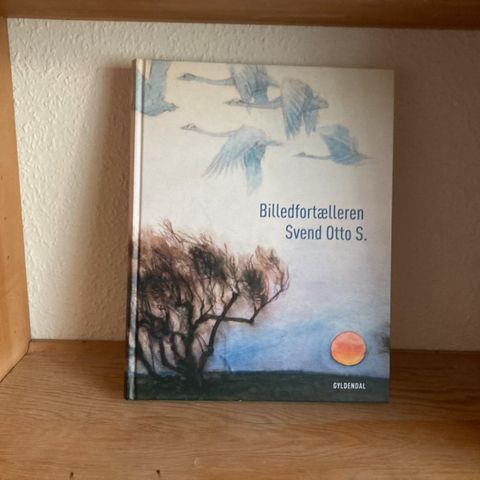 Billedfortælleren
Svend Otto S.
GYLDENDAL